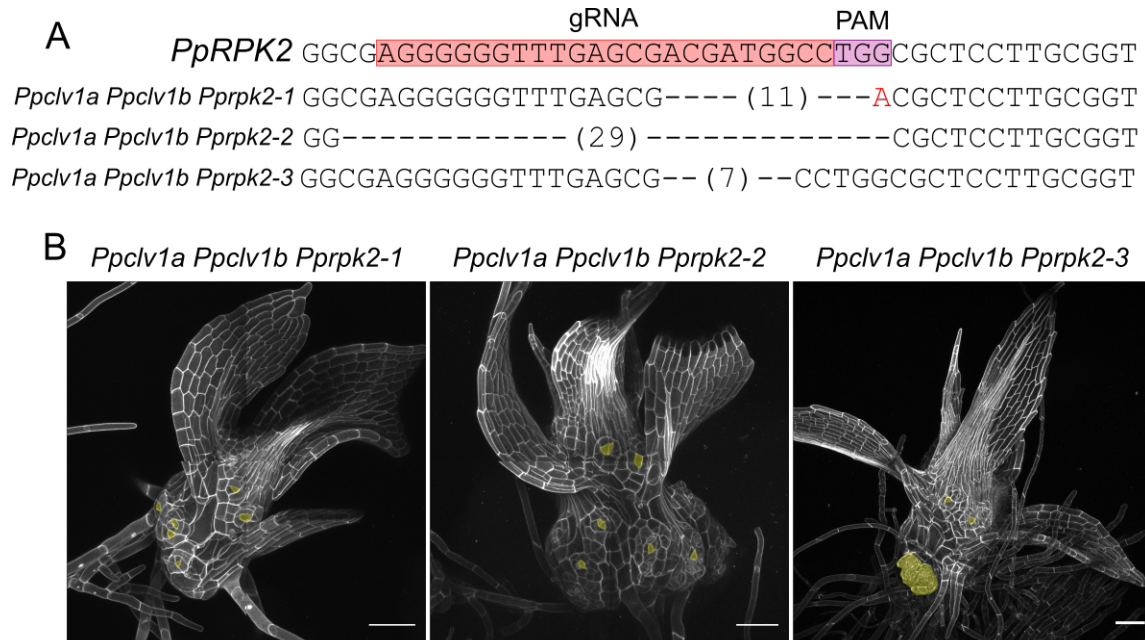 A
gRNA PAM
PpRPK2 GGCGAGGGGGGTTTGAGCGACGATGGCCTGGCGCTCCTTGCGGT
Ppclv1a Ppclv1b Pprpk2-1 GGCGAGGGGGGTTTGAGCG----(11)---ACGCTCCTTGCGGT
Ppclv1a Ppclv1b Pprpk2-2 GG------------(29)-------------CGCTCCTTGCGGT
Ppclv1a Ppclv1b Pprpk2-3 GGCGAGGGGGGTTTGAGCG--(7)--CCTGGCGCTCCTTGCGGT
B
Ppclv1a Ppclv1b Pprpk2-1 Ppclv1a Ppclv1b Pprpk2-2 Ppclv1a Ppclv1b Pprpk2-3